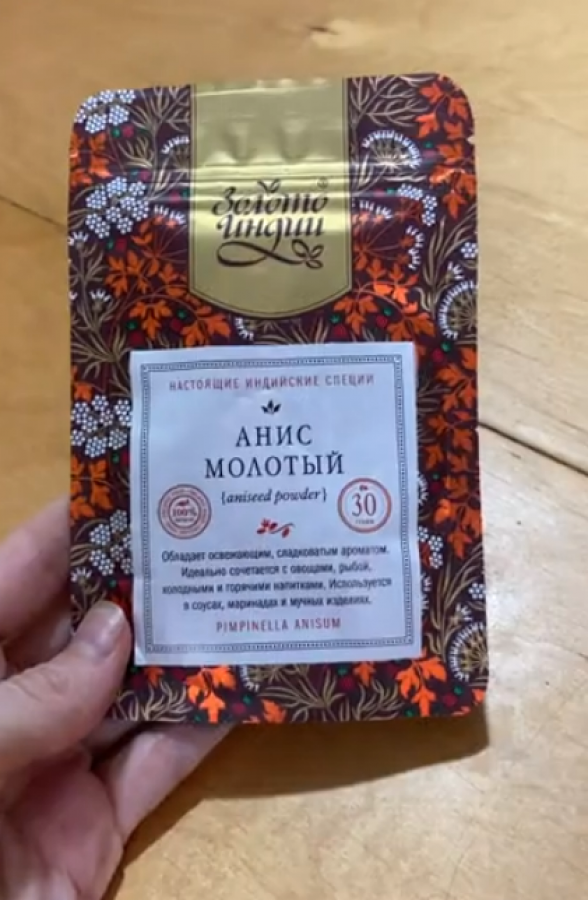 Золото
Индии
НАСТОЯЩИЕ ИНДИЙСКИЕ СПЕЦИИ
АНИС
МОЛОТЫЙ
{aniseed powder}
100%
30
Обладает освежающим, сладковатым ароматом.
Идеально сочетается с овощами, рыбой,
холодными и горячими напитками. Используется
в соусах, маринадах и мучных изделиях.
PIMPINELLA ANISUM